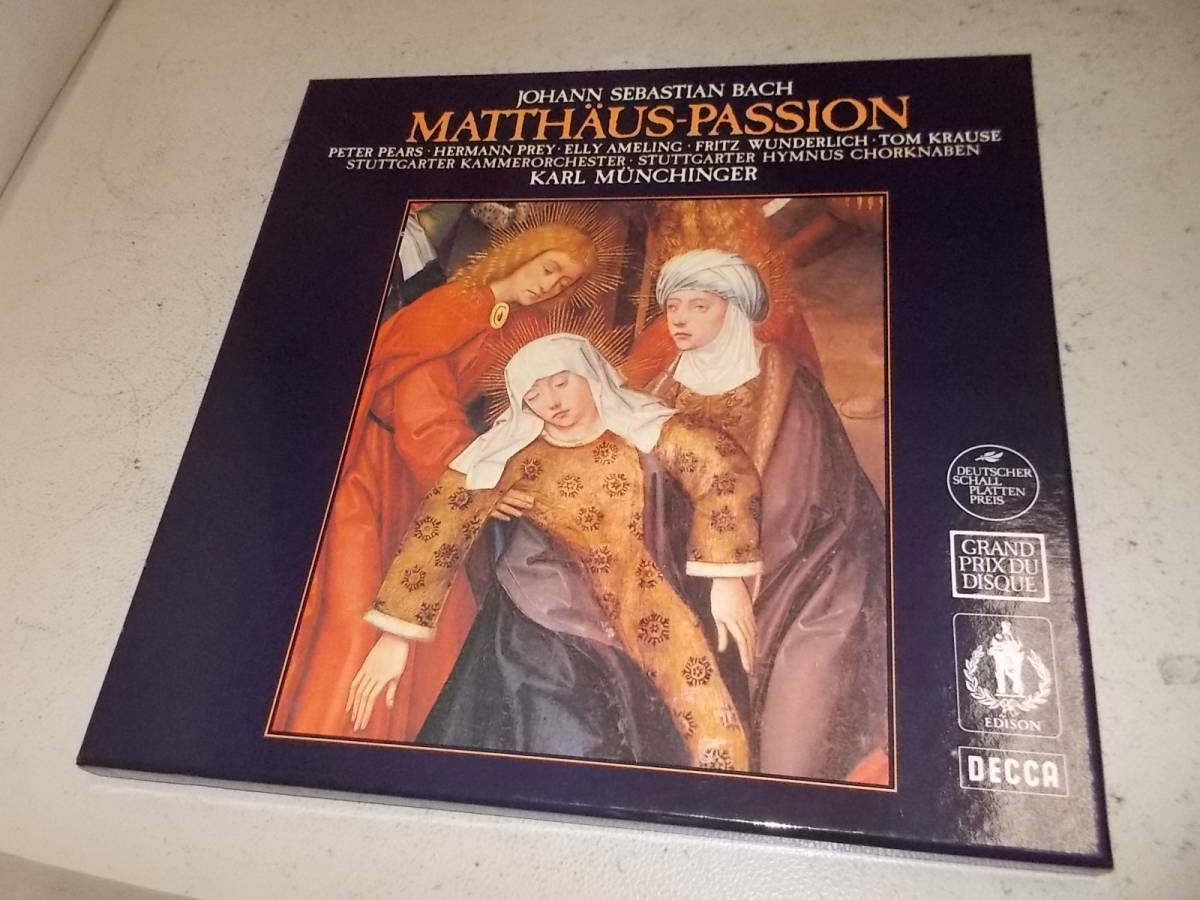 JOHANN SEBASTIAN BACH
MATTHÄUS-PASSION
PETER PEARS · HERMANN PREY · ELLY AMELING · FRITZ WUNDERLICH · TOM KRAUSE
STUTTGARTER KAMMERORCHESTER · STUTTGARTER HYMNUS CHORKNABEN
KARL MÜNCHINGER
DEUTSCHER
SCHALL
PLATTEN
PREIS
GRAND
PRIX DU
DISQUE
EDISON
DECCA